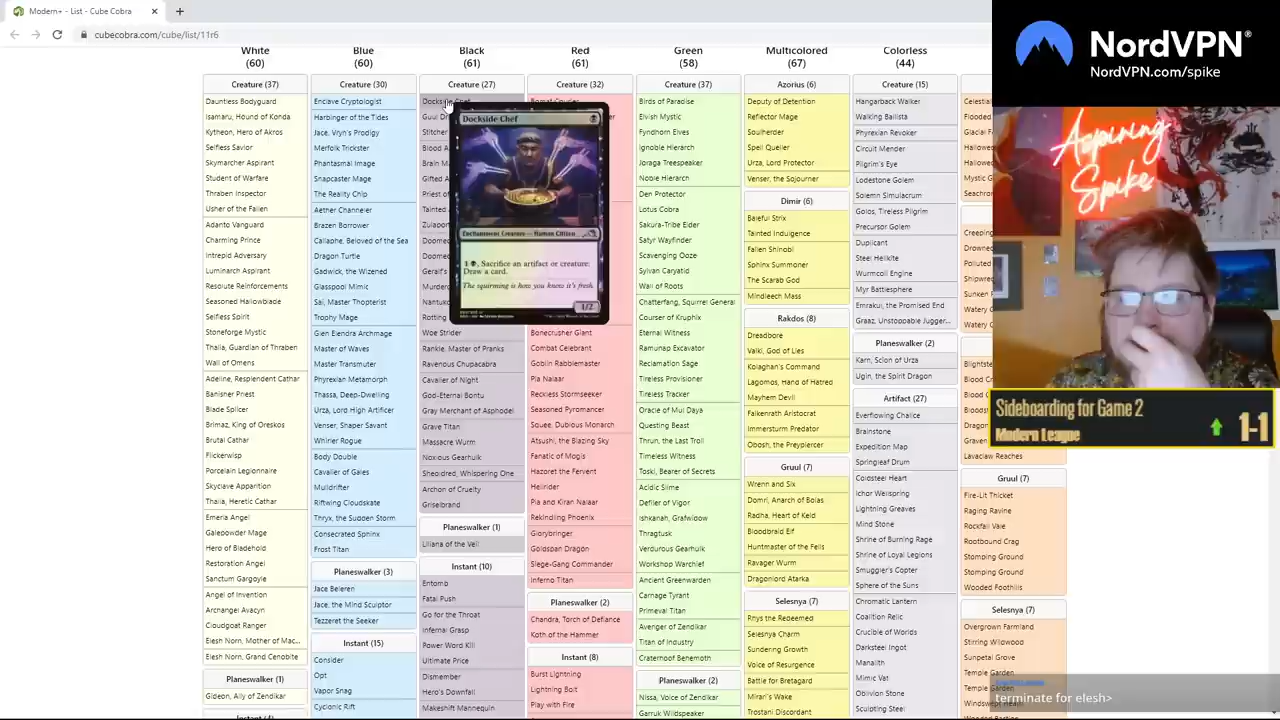 Modern+ - List - Cube Cobra
cubecobra.com/cube/list/11r6
White
(60)
Creature (37)
Dauntless Bodyguard
Isamaru, Hound of Konda
Kytheon, Hero of Akros
Selfless Savior
Skymarcher Aspirant
Student of Warfare
Thraben Inspector
Usher of the Fallen
Adanto Vanguard
Charming Prince
Intrepid Adversary
Luminarch Aspirant
Resolute Reinforcements
Seasoned Hallowblade
Selfless Spirit
Stoneforge Mystic
Thalia, Guardian of Thraben
Wall of Omens
Adeline, Resplendent Cathar
Banisher Priest
Blade Splicer
Brimaz, King of Oreskos
Brutal Cathar
Flickerwisp
Porcelain Legionnaire
Skyclave Apparition
Thalia, Heretic Cathar
Emeria Angel
Galepowder Mage
Hero of Bladehold
Restoration Angel
Sanctum Gargoyle
Angel of Invention
Archangel Avacyn
Cloudgoat Ranger
Elesh Norn, Mother of Mac...
Elesh Norn, Grand Cenobite
Planeswalker (1)
Gideon, Ally of Zendikar
Blue
(60)
Creature (30)
Enclave Cryptologist
Harbinger of the Tides
Jace, Vryn's Prodigy
Merfolk Trickster
Phantasmal Image
Snapcaster Mage
The Reality Chip
Aether Channeler
Brazen Borrower
Callaphe, Beloved of the Sea
Dragon Turtle
Gadwick, the Wizened
Glasspool Mimic
Sai, Master Thopterist
Trophy Mage
Glen Elendra Archmage
Master of Waves
Master Transmuter
Phyrexian Metamorph
Thassa, Deep-Dwelling
Urza, Lord High Artificer
Venser, Shaper Savant
Whirler Rogue
Body Double
Cavalier of Gales
Mulldrifter
Riftwing Cloudskate
Thryx, the Sudden Storm
Consecrated Sphinx
Frost Titan
Planeswalker (3)
Jace Beleren
Jace, the Mind Sculptor
Tezzeret the Seeker
Instant (15)
Consider
Opt
Vapor Snag
Cyclonic Rift
Black
(61)
Creature (27)
Stitcher
Blood A
Brain M
Gifted A
Priest of
Tainted
Zulaport
Doomed
Geralf's
Woe Strider
Rankle, Master of Pranks
Ravenous Chupacabra
Cavalier of Night
God-Eternal Bontu
Gray Merchant of Asphodel
Grave Titan
Massacre Wurm
Noxious Gearhulk
Sheoldred, Whispering One
Archon of Cruelty
Griselbrand
Planeswalker (1)
Liliana of the Veil
Instant (10)
Entomb
Fatal Push
Go for the Throat
Infernal Grasp
Power Word Kill
Ultimate Price
Dismember
Hero's Downfall
Makeshift Mannequin
Dockside Chef
Enchantment Creature — Human Citizen
Sacrifice an artifact or creature:
Draw a card.
The squirming is how you know it's fresh.
1/2
Red
(61)
Creature (32)
Bonecrusher Giant
Combat Celebrant
Goblin Rabblemaster
Pia Nalaar
Reckless Stormseeker
Seasoned Pyromancer
Squee, Dubious Monarch
Atsushi, the Blazing Sky
Fanatic of Mogis
Hazoret the Fervent
Hellrider
Pia and Kiran Nalaar
Rekindling Phoenix
Glorybringer
Goldspan Dragon
Siege-Gang Commander
Inferno Titan
Planeswalker (2)
Chandra, Torch of Defiance
Koth of the Hammer
Instant (8)
Burst Lightning
Lightning Bolt
Play with Fire
Green
(58)
Creature (37)
Birds of Paradise
Elvish Mystic
Fyndhorn Elves
Ignoble Hierarch
Joraga Treespeaker
Noble Hierarch
Den Protector
Lotus Cobra
Sakura-Tribe Elder
Satyr Wayfinder
Scavenging Ooze
Sylvan Caryatid
Wall of Roots
Chatterfang, Squirrel General
Courser of Kruphix
Eternal Witness
Ramunap Excavator
Reclamation Sage
Tireless Provisioner
Tireless Tracker
Oracle of Mul Daya
Questing Beast
Thrun, the Last Troll
Timeless Witness
Toski, Bearer of Secrets
Acidic Slime
Defiler of Vigor
Ishkanah, Grafwidow
Thragtusk
Verdurous Gearhulk
Workshop Warchief
Ancient Greenwarden
Carnage Tyrant
Primeval Titan
Avenger of Zendikar
Titan of Industry
Craterhoof Behemoth
Planeswalker (2)
Nissa, Voice of Zendikar
Garruk Wildspeaker
Multicolored
(67)
Azorius (6)
Deputy of Detention
Reflector Mage
Soulherder
Spell Queller
Urza, Lord Protector
Venser, the Sojourner
Dimir (6)
Baleful Strix
Tainted Indulgence
Fallen Shinobi
Sphinx Summoner
The Scarab God
Mindleech Mass
Rakdos (8)
Dreadbore
Valki, God of Lies
Kolaghan's Command
Lagomos, Hand of Hatred
Mayhem Devil
Falkenrath Aristocrat
Immersturm Predator
Obosh, the Preypiercer
Gruul (7)
Wrenn and Six
Domri, Anarch of Bolas
Radha, Heart of Keld
Bloodbraid Elf
Huntmaster of the Fells
Ravager Wurm
Dragonlord Atarka
Selesnya (7)
Rhys the Redeemed
Selesnya Charm
Sundering Growth
Voice of Resurgence
Battle for Bretagard
Mirari's Wake
Trostani Discordant
Colorless
(44)
Creature (15)
Hangarback Walker
Walking Ballista
Phyrexian Revoker
Circuit Mender
Pilgrim's Eye
Lodestone Golem
Solemn Simulacrum
Golos, Tireless Pilgrim
Precursor Golem
Duplicant
Steel Hellkite
Wurmcoil Engine
Myr Battlesphere
Emrakul, the Promised End
Graaz, Unstoppable Jugger...
Planeswalker (2)
Karn, Scion of Urza
Ugin, the Spirit Dragon
Artifact (27)
Everflowing Chalice
Brainstone
Expedition Map
Springleaf Drum
Coldsteel Heart
Ichor Wellspring
Lightning Greaves
Mind Stone
Shrine of Burning Rage
Shrine of Loyal Legions
Smuggler's Copter
Sphere of the Suns
Chromatic Lantern
Coalition Relic
Crucible of Worlds
Darksteel Ingot
Manalith
Mimic Vat
Oblivion Stone
Sculpting Steel
Lavaclaw Reaches
Gruul (7)
Fire-Lit Thicket
Raging Ravine
Rockfall Vale
Rootbound Crag
Stomping Ground
Stomping Ground
Wooded Foothills
Selesnya (7)
Overgrown Farmland
Stirring Wildwood
Sunpetal Grove
Temple Garden
Temple Garden
NordVPN®
NordVPN.com/spike
Aspiring
Spike
Sideboarding for Game 2
Modern League
1-1
terminate for elesh>